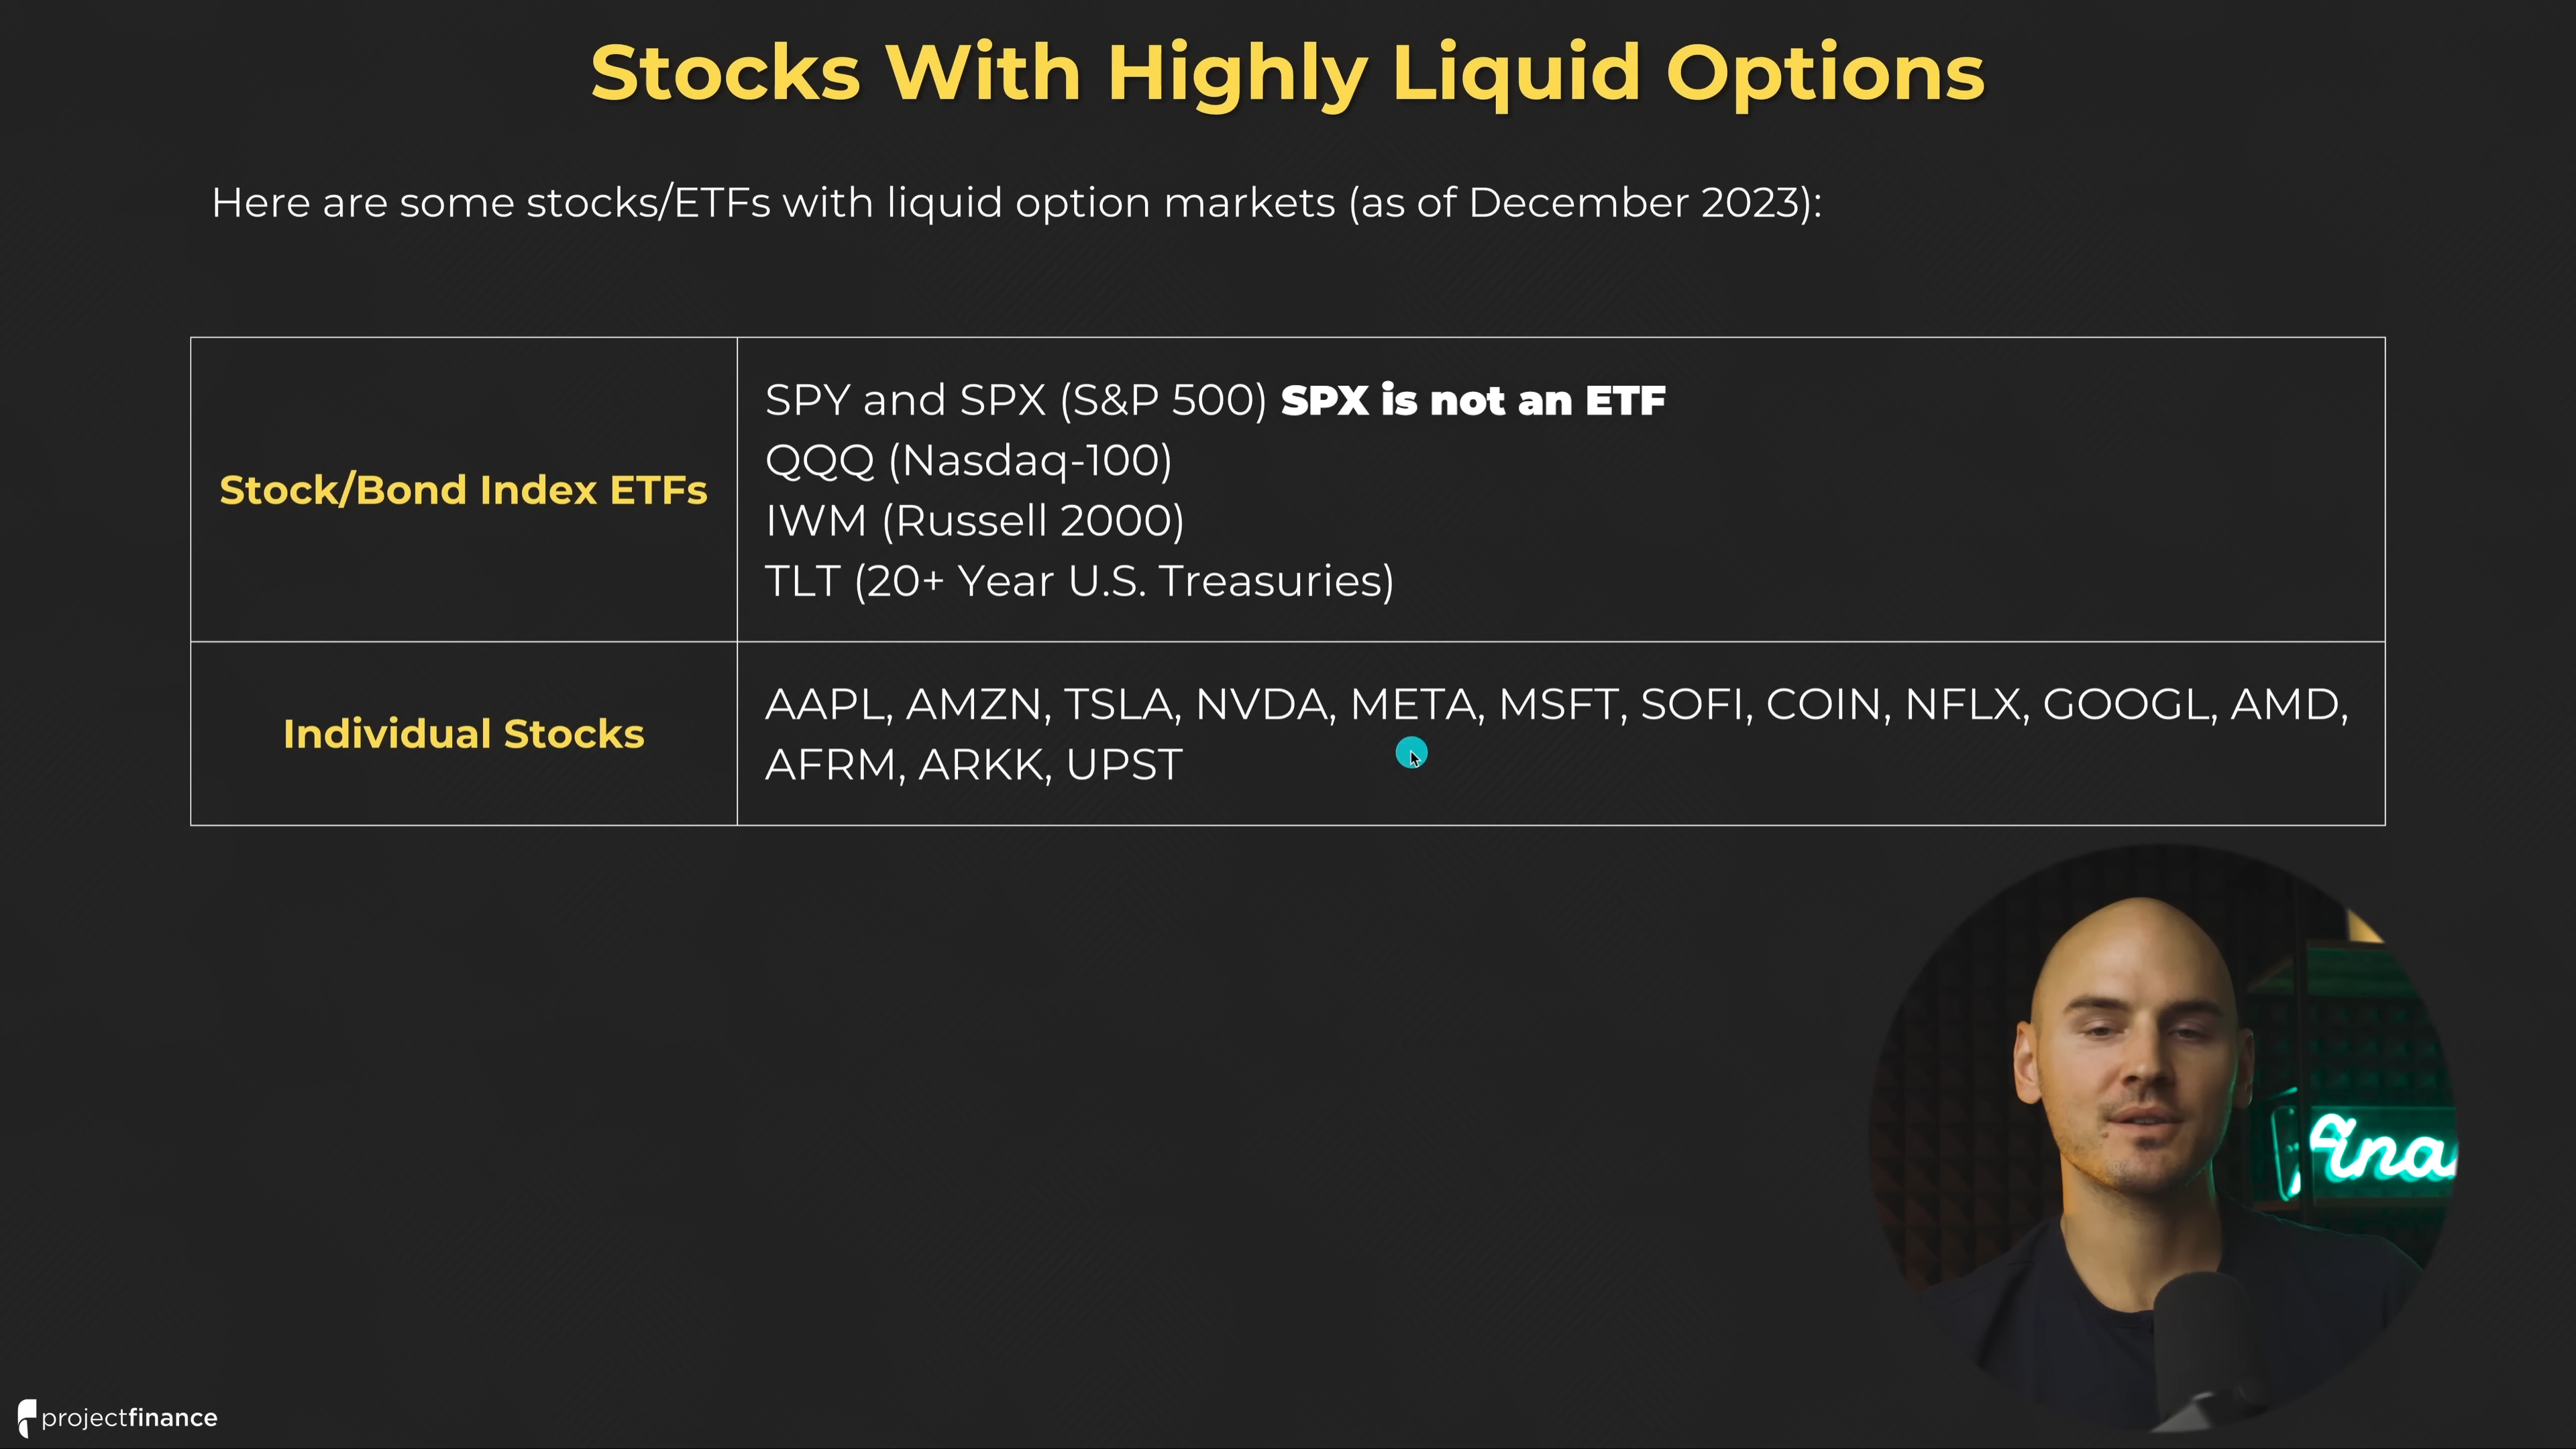 Stocks With Highly Liquid Options
Here are some stocks/ETFs with liquid option markets (as of December 2023):
Stock/Bond Index ETFs
SPY and SPX (S&P 500) SPX is not an ETF
QQQ (Nasdaq-100)
IWM (Russell 2000)
TLT (20+ Year U.S. Treasuries)
Individual Stocks
AAPL, AMZN, TSLA, NVDA, META, MSFT, SOFI, COIN, NFLX, GOOGL, AMD,
AFRM, ARKK, UPST
projectfinance